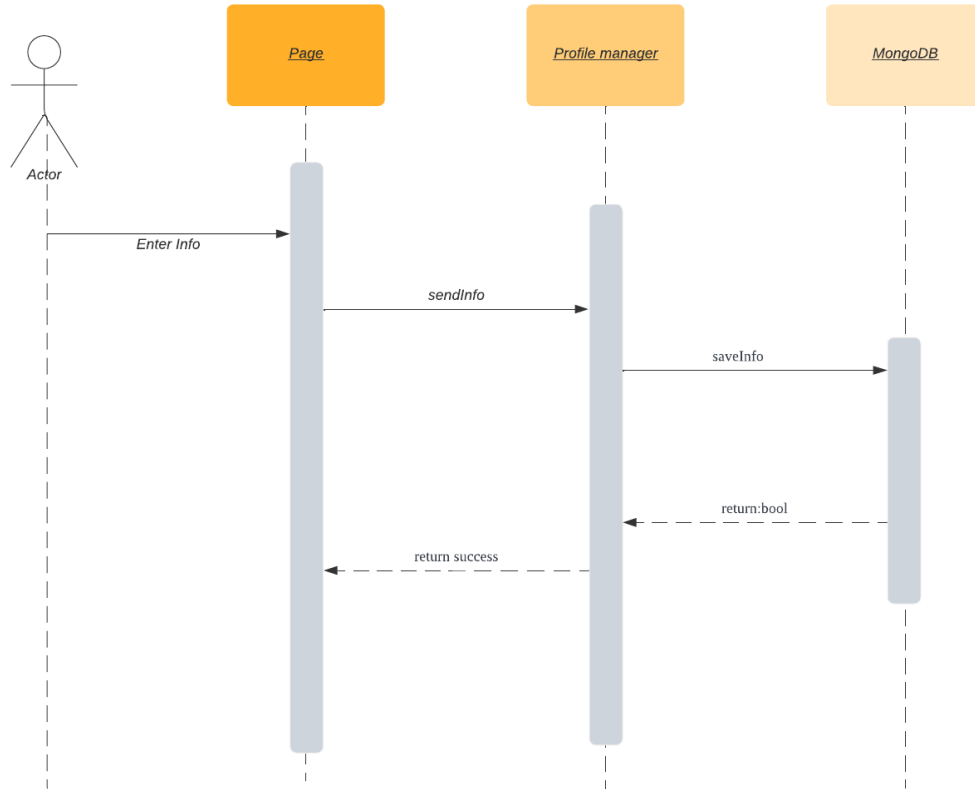 Page
Profile manager
MongoDB
Actor
Enter Info
sendInfo
saveInfo
return:bool
return success